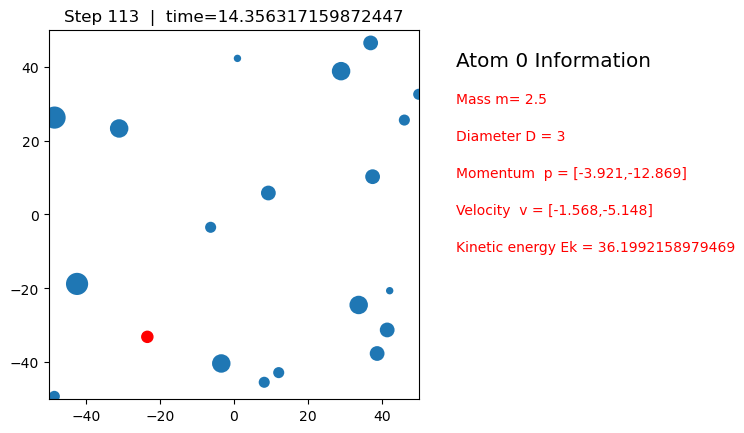 Step 113  |  time=14.356317159872447
Atom 0 Information
Mass m= 2.5
Diameter D = 3
Momentum  p = [-3.921,-12.869]
Velocity  v = [-1.568,-5.148]
Kinetic energy Ek = 36.1992158979469
40
20
0
−20
−40
−40
−20
0
20
40